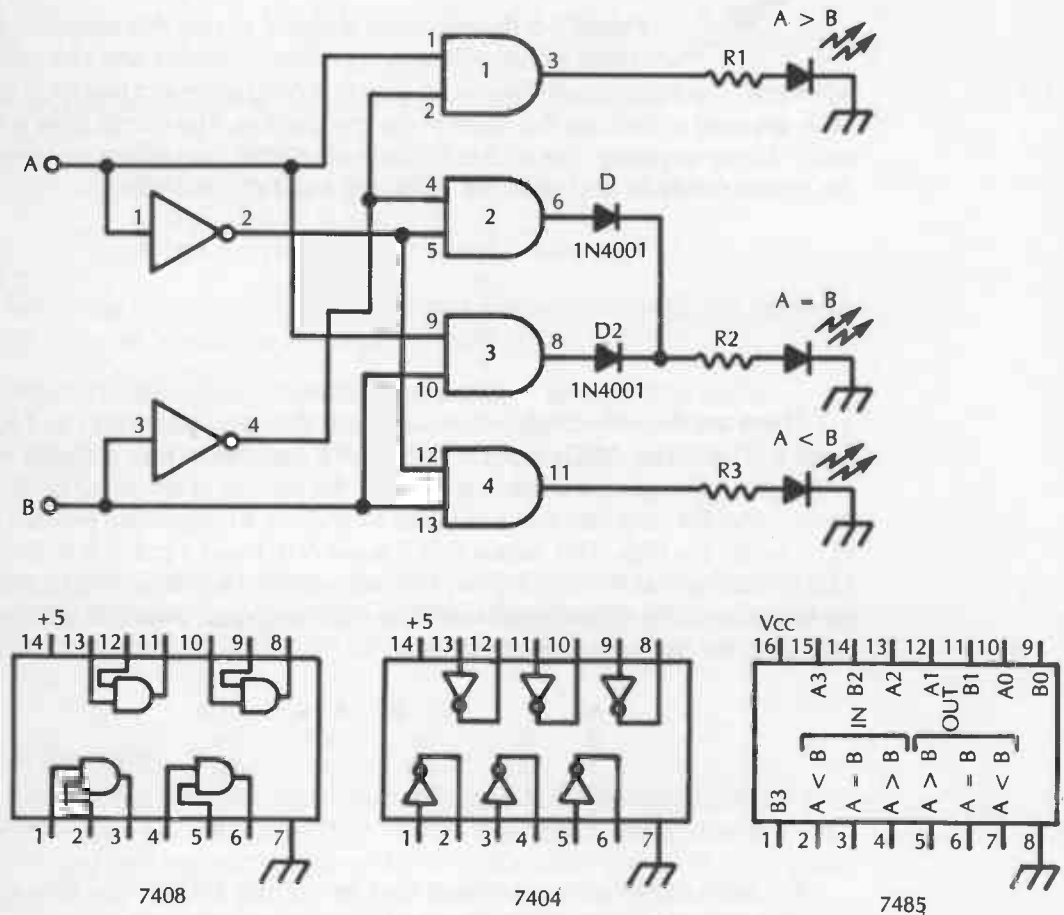 A > B
1
1
3
R1
2
A
D
4
1
2
2
6
5
1N4001
A = B
9
D2
R2
3
8
10
1N4001
3
4
A < B
12
R3
4
11
B
13
+5
14 13 12 11 10 9 8
1 2 3 4 5 6 7
7408
+5
14 13 12 11 10 9 8
1 2 3 4 5 6 7
7404
Vcc
16 15 14 13 12 11 10 9
A3 B2 A2 A1 B1 A0 B0
IN OUT
B3 A < B A = B A > B A > B A = B A < B
1 2 3 4 5 6 7 8
7485